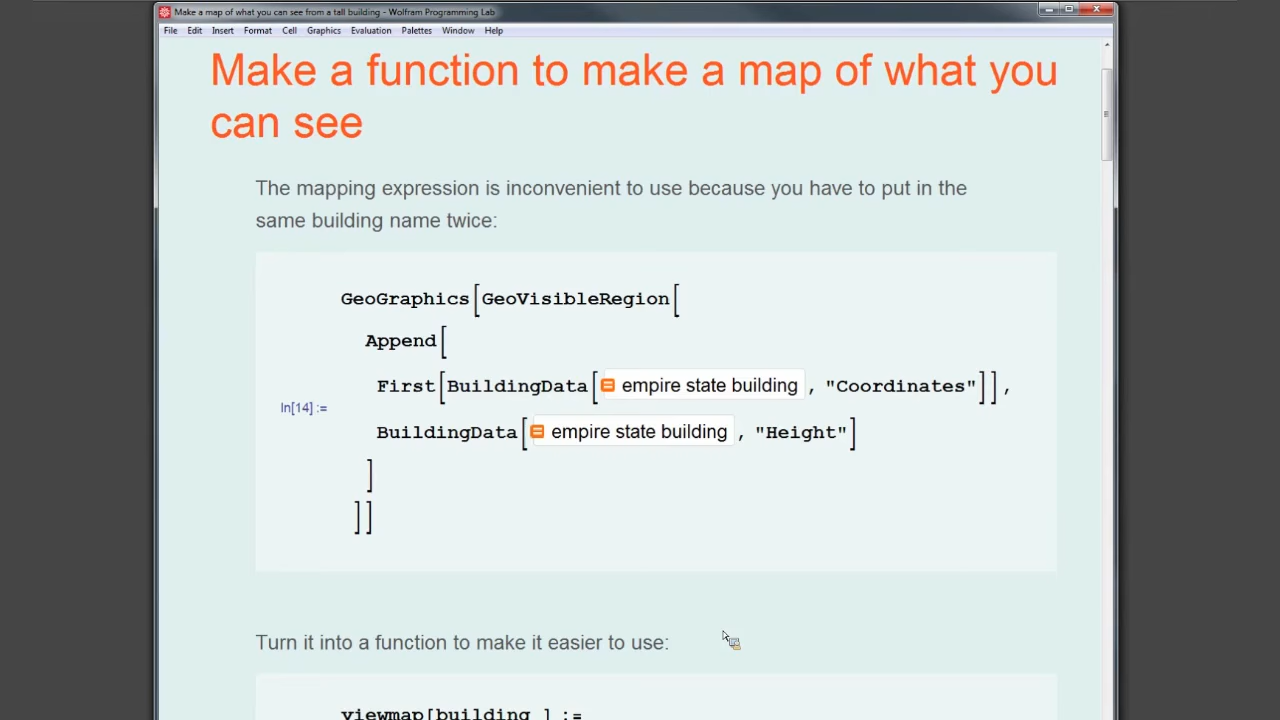 Make a map of what you can see from a tall building - Wolfram Programming Lab
File Edit Insert Format Cell Graphics Evaluation Palettes Window Help
Make a function to make a map of what you
can see
The mapping expression is inconvenient to use because you have to put in the
same building name twice:
GeoGraphics[GeoVisibleRegion[
Append[
First[BuildingData[ empire state building , "Coordinates"]],
In[14] :=
BuildingData[ empire state building , "Height"]
]
]]
Turn it into a function to make it easier to use:
viewmap[building_] :=